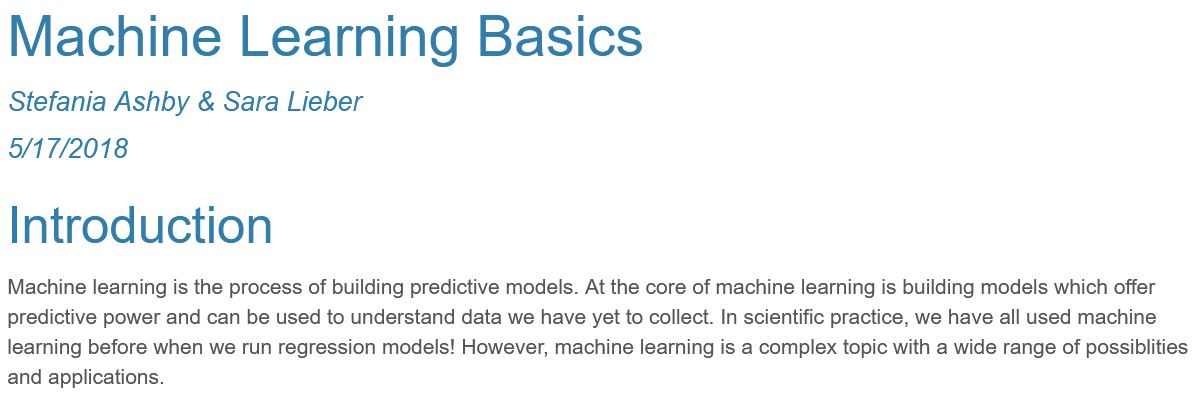 Machine Learning Basics
Stefania Ashby & Sara Lieber
5/17/2018
Introduction
Machine learning is the process of building predictive models. At the core of machine learning is building models which offer
predictive power and can be used to understand data we have yet to collect. In scientific practice, we have all used machine
learning before when we run regression models! However, machine learning is a complex topic with a wide range of possiblities
and applications.